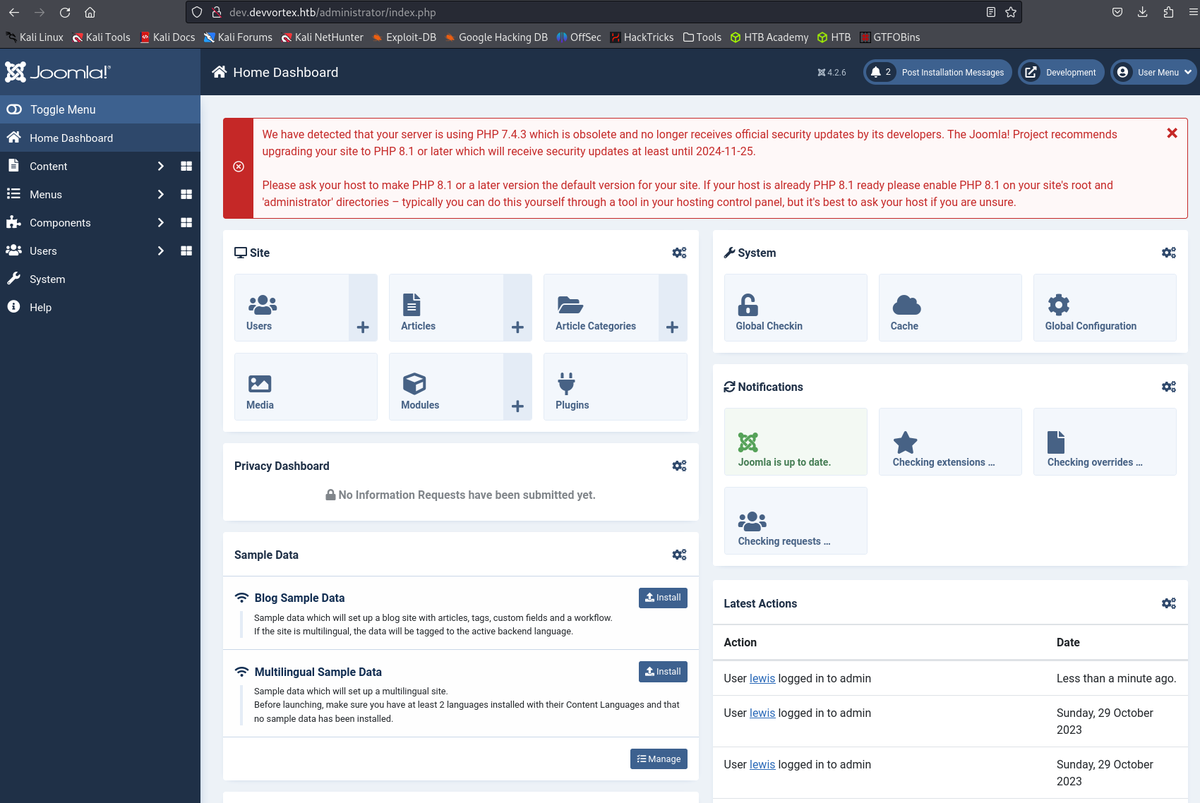 dev.devvortex.htb/administrator/index.php
Kali Linux Kali Tools Kali Docs Kali Forums Kali NetHunter Exploit-DB Google Hacking DB OffSec HackTricks Tools HTB Academy HTB GTFOBins
Joomla!®
Home Dashboard
4.2.6
2 Post Installation Messages
Development
User Menu
Toggle Menu
Home Dashboard
Content
Menus
Components
Users
System
Help
We have detected that your server is using PHP 7.4.3 which is obsolete and no longer receives official security updates by its developers. The Joomla! Project recommends
upgrading your site to PHP 8.1 or later which will receive security updates at least until 2024-11-25.
Please ask your host to make PHP 8.1 or a later version the default version for your site. If your host is already PHP 8.1 ready please enable PHP 8.1 on your site's root and
'administrator' directories – typically you can do this yourself through a tool in your hosting control panel, but it's best to ask your host if you are unsure.
Site
Users
Articles
Article Categories
Media
Modules
Plugins
Privacy Dashboard
No Information Requests have been submitted yet.
Sample Data
Blog Sample Data
Install
Sample data which will set up a blog site with articles, tags, custom fields and a workflow.
If the site is multilingual, the data will be tagged to the active backend language.
Multilingual Sample Data
Install
Sample data which will set up a multilingual site.
Before launching, make sure you have at least 2 languages installed with their Content Languages and that
no sample data has been installed.
Manage
System
Global Checkin
Cache
Global Configuration
Notifications
Joomla is up to date.
Checking extensions ...
Checking overrides ...
Checking requests ...
Latest Actions
Action Date
User lewis logged in to admin Less than a minute ago.
User lewis logged in to admin Sunday, 29 October
2023
User lewis logged in to admin Sunday, 29 October
2023